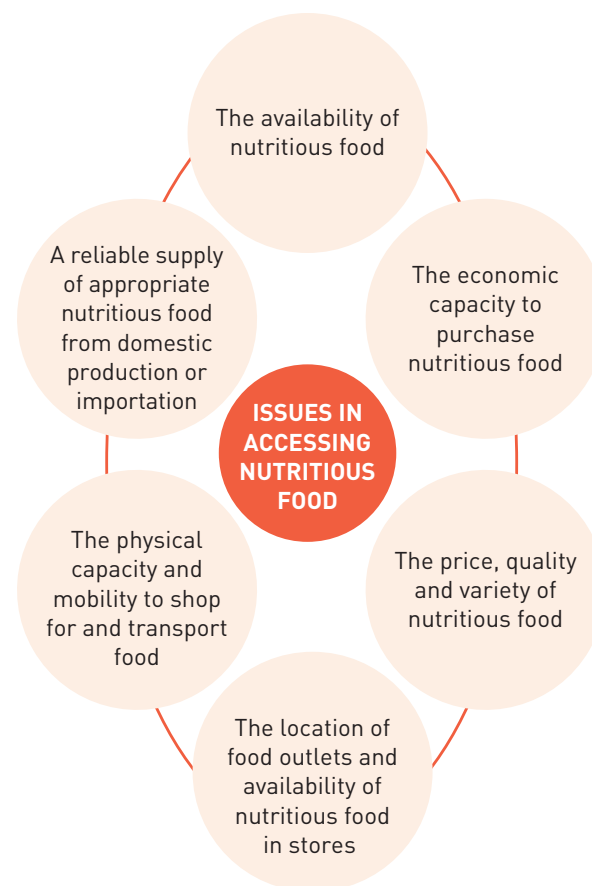 The availability of
nutritious food
The economic
capacity to
purchase
nutritious food
The price, quality
and variety of
nutritious food
The location of
food outlets and
availability of
nutritious food
in stores
The physical
capacity and
mobility to shop
for and transport
food
A reliable supply
of appropriate
nutritious food
from domestic
production or
importation
ISSUES IN
ACCESSING
NUTRITIOUS
FOOD